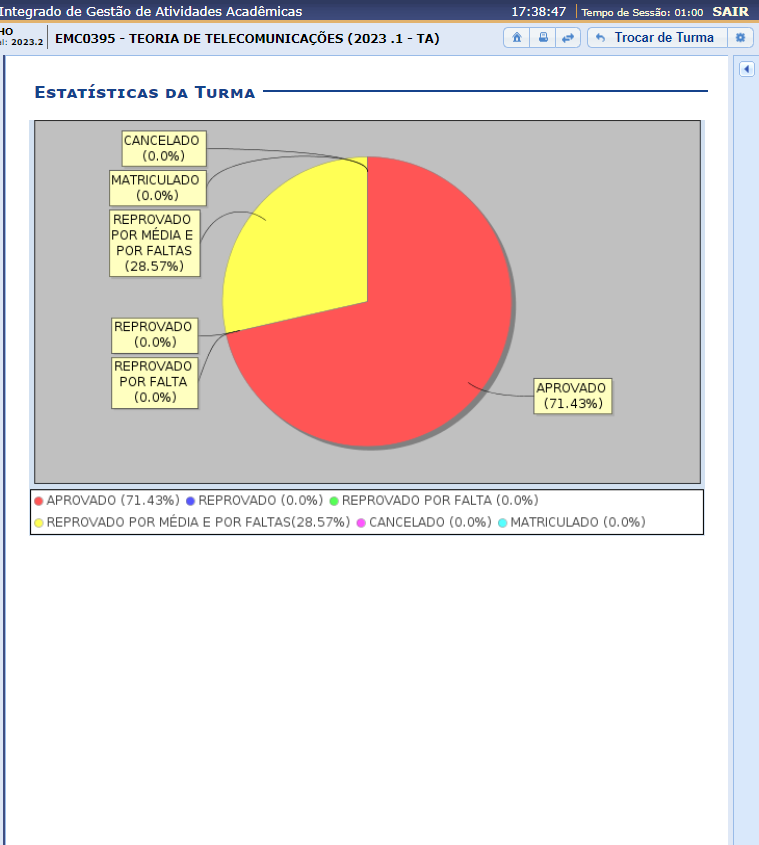 Integrado de Gestão de Atividades Acadêmicas
17:38:47
Tempo de Sessão: 01:00
SAIR
HO
el: 2023.2
EMC0395 - TEORIA DE TELECOMUNICAÇÕES (2023 .1 - TA)
Trocar de Turma
ESTATÍSTICAS DA TURMA
CANCELADO
(0.0%)
MATRICULADO
(0.0%)
REPROVADO
POR MÉDIA E
POR FALTAS
(28.57%)
REPROVADO
(0.0%)
REPROVADO
POR FALTA
(0.0%)
APROVADO
(71.43%)
APROVADO (71.43%) REPROVADO (0.0%) REPROVADO POR FALTA (0.0%)
REPROVADO POR MÉDIA E POR FALTAS(28.57%) CANCELADO (0.0%) MATRICULADO (0.0%)